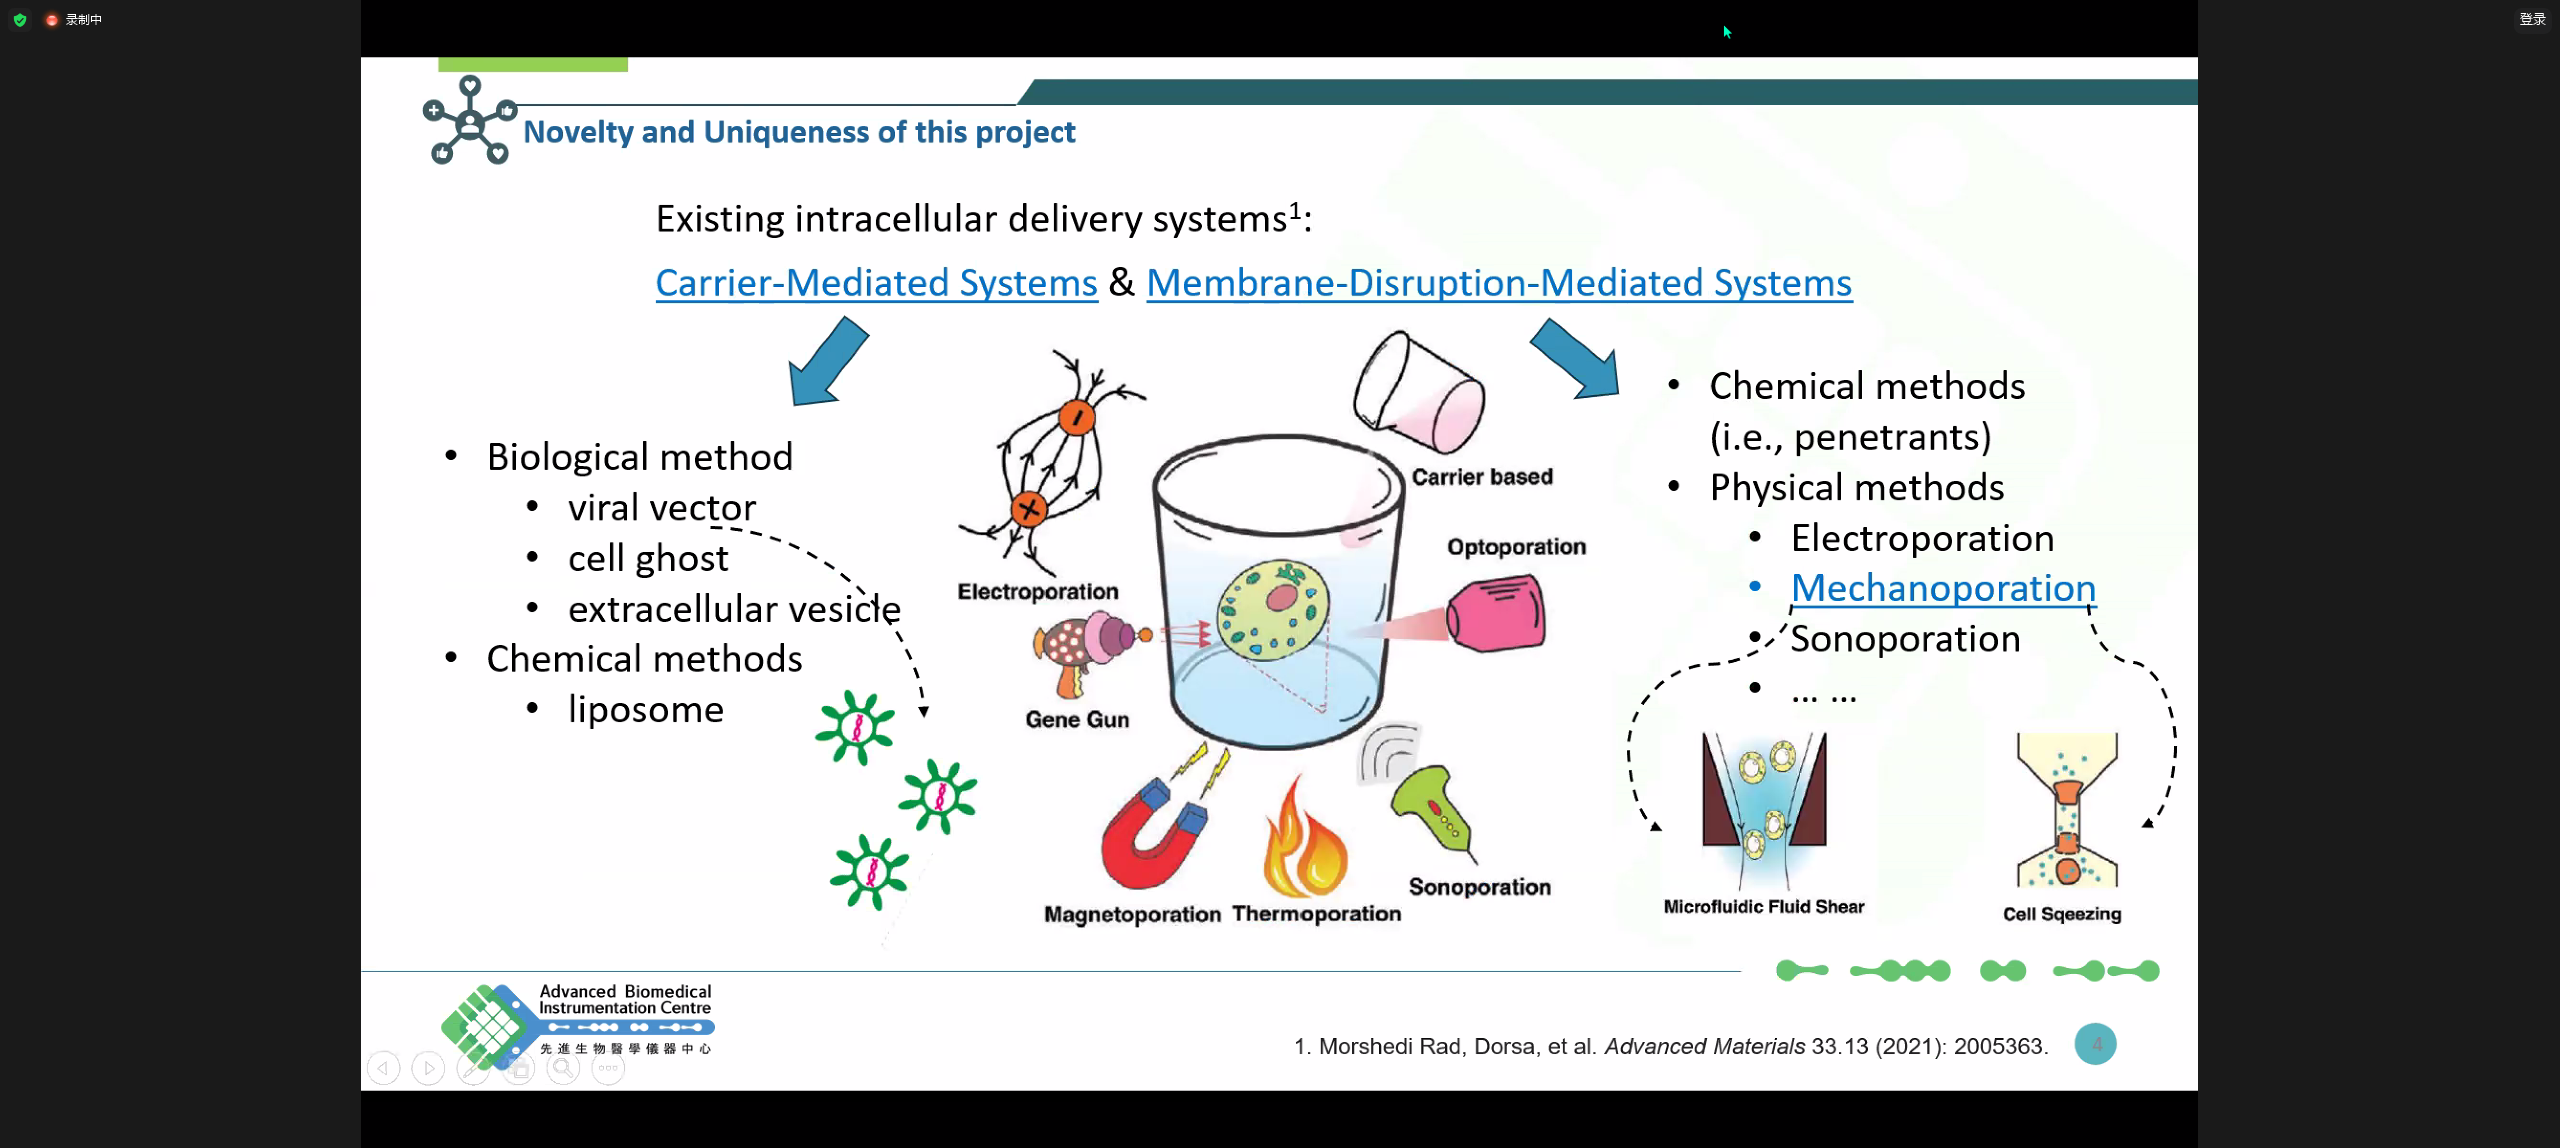 录制中
登录
Novelty and Uniqueness of this project
Existing intracellular delivery systems1:
Carrier-Mediated Systems & Membrane-Disruption-Mediated Systems
• Biological method
• viral vector
• cell ghost
• extracellular vesicle
• Chemical methods
• liposome
Electroporation
Gene Gun
Magnetoporation
Thermoporation
Sonoporation
Optoporation
Carrier based
• Chemical methods
(i.e., penetrants)
• Physical methods
• Electroporation
• Mechanoporation
• Sonoporation
• ... ...
Microfluidic Fluid Shear
Cell Sqeezing
Advanced Biomedical
Instrumentation Centre
先進生物醫學儀器中心
1. Morshedi Rad, Dorsa, et al. Advanced Materials 33.13 (2021): 2005363.
4